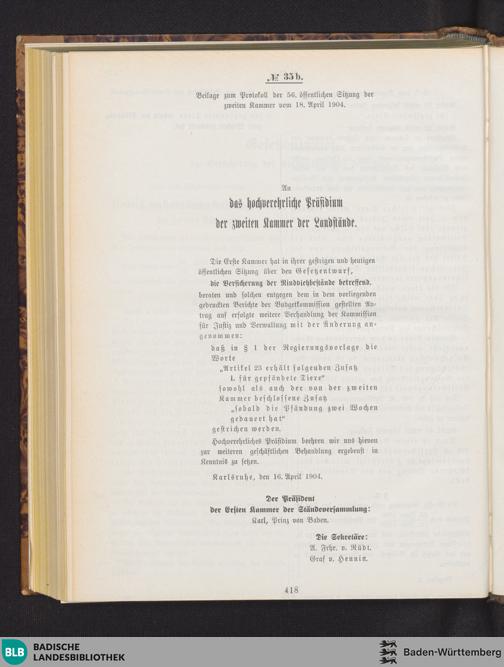 № 35b.
Beilage zum Protokoll der 56. öffentlichen Sitzung der
zweiten Kammer vom 18. April 1904.
An
das hochverehrliche Präsidium
der zweiten Kammer der Landstände.
Die Erste Kammer hat in ihrer gestrigen und heutigen
öffentlichen Sitzung über den Gesetzentwurf,
die Versicherung der Rindviehbestände betreffend,
beraten und solchen entgegen dem in dem vorliegenden
gedruckten Berichte der Budgetkommission gestellten An-
trag auf erfolgte weitere Verhandlung der Kommission
für Justiz und Verwaltung mit der Änderung an-
genommen:
daß in § 1 der Regierungsvorlage die
Worte
„Artikel 23 erhält folgenden Zusatz
l. für gepfändete Tiere“
sowohl als auch der von der zweiten
Kammer beschlossene Zusatz
„sobald die Pfändung zwei Wochen
gedauert hat“
gestrichen werden.
Hochverehrliches Präsidium beehren wir uns hievon
zur weiteren geschäftlichen Behandlung ergebenst in
Kenntnis zu setzen.
Karlsruhe, den 16. April 1904.
Der Präsident
der Ersten Kammer der Ständeversammlung:
Karl, Prinz von Baden.
Die Sekretäre:
A. Frhr. v. Rüdt.
Graf v. Hennin.
418
BLB
BADISCHE
LANDESBIBLIOTHEK
Baden-Württemberg